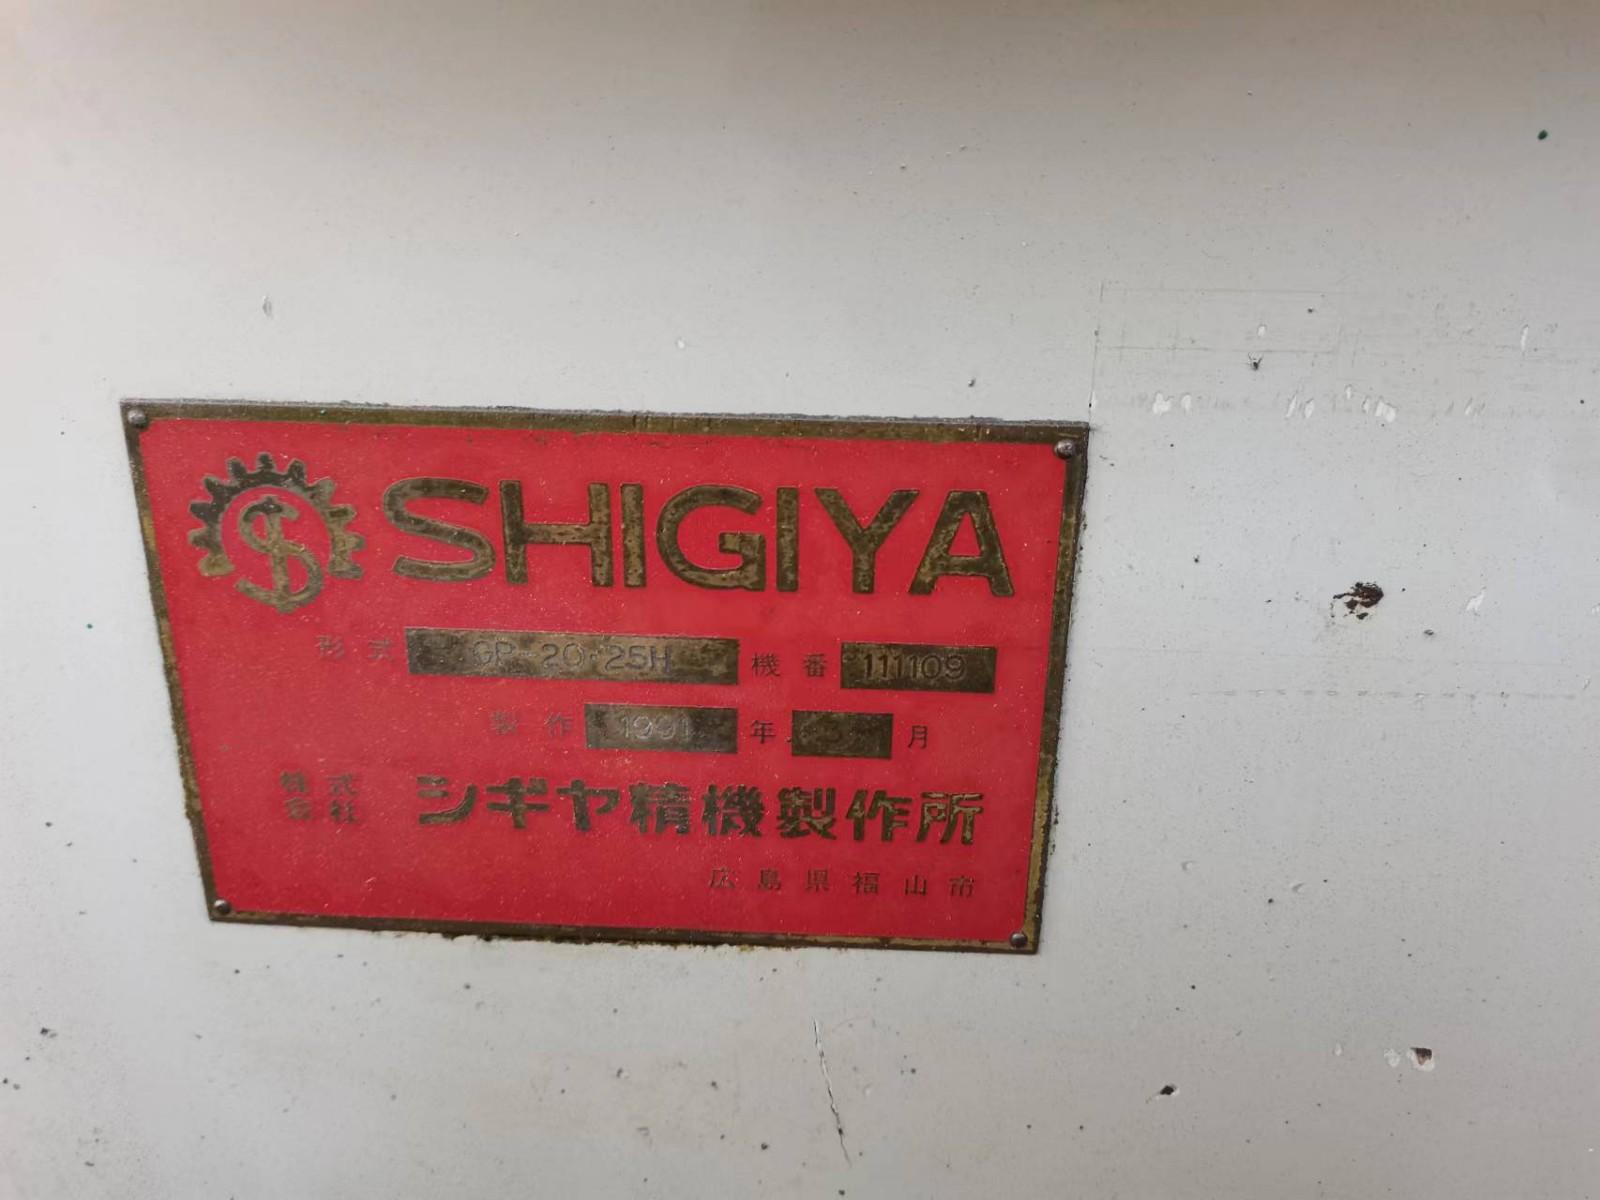 SHIGIYA
形式 GP-20·25H 機番 111109
製作 1991 年 月
株式会社 シギヤ精機製作所
広島県福山市